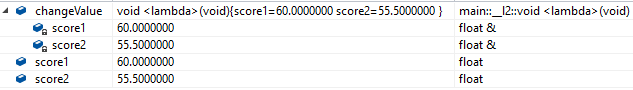 changeValue void <lambda>(void){score1=60.0000000 score2=55.5000000 } main::__l2::void <lambda>(void)
score1 60.0000000 float &
score2 55.5000000 float &
score1 60.0000000 float
score2 55.5000000 float